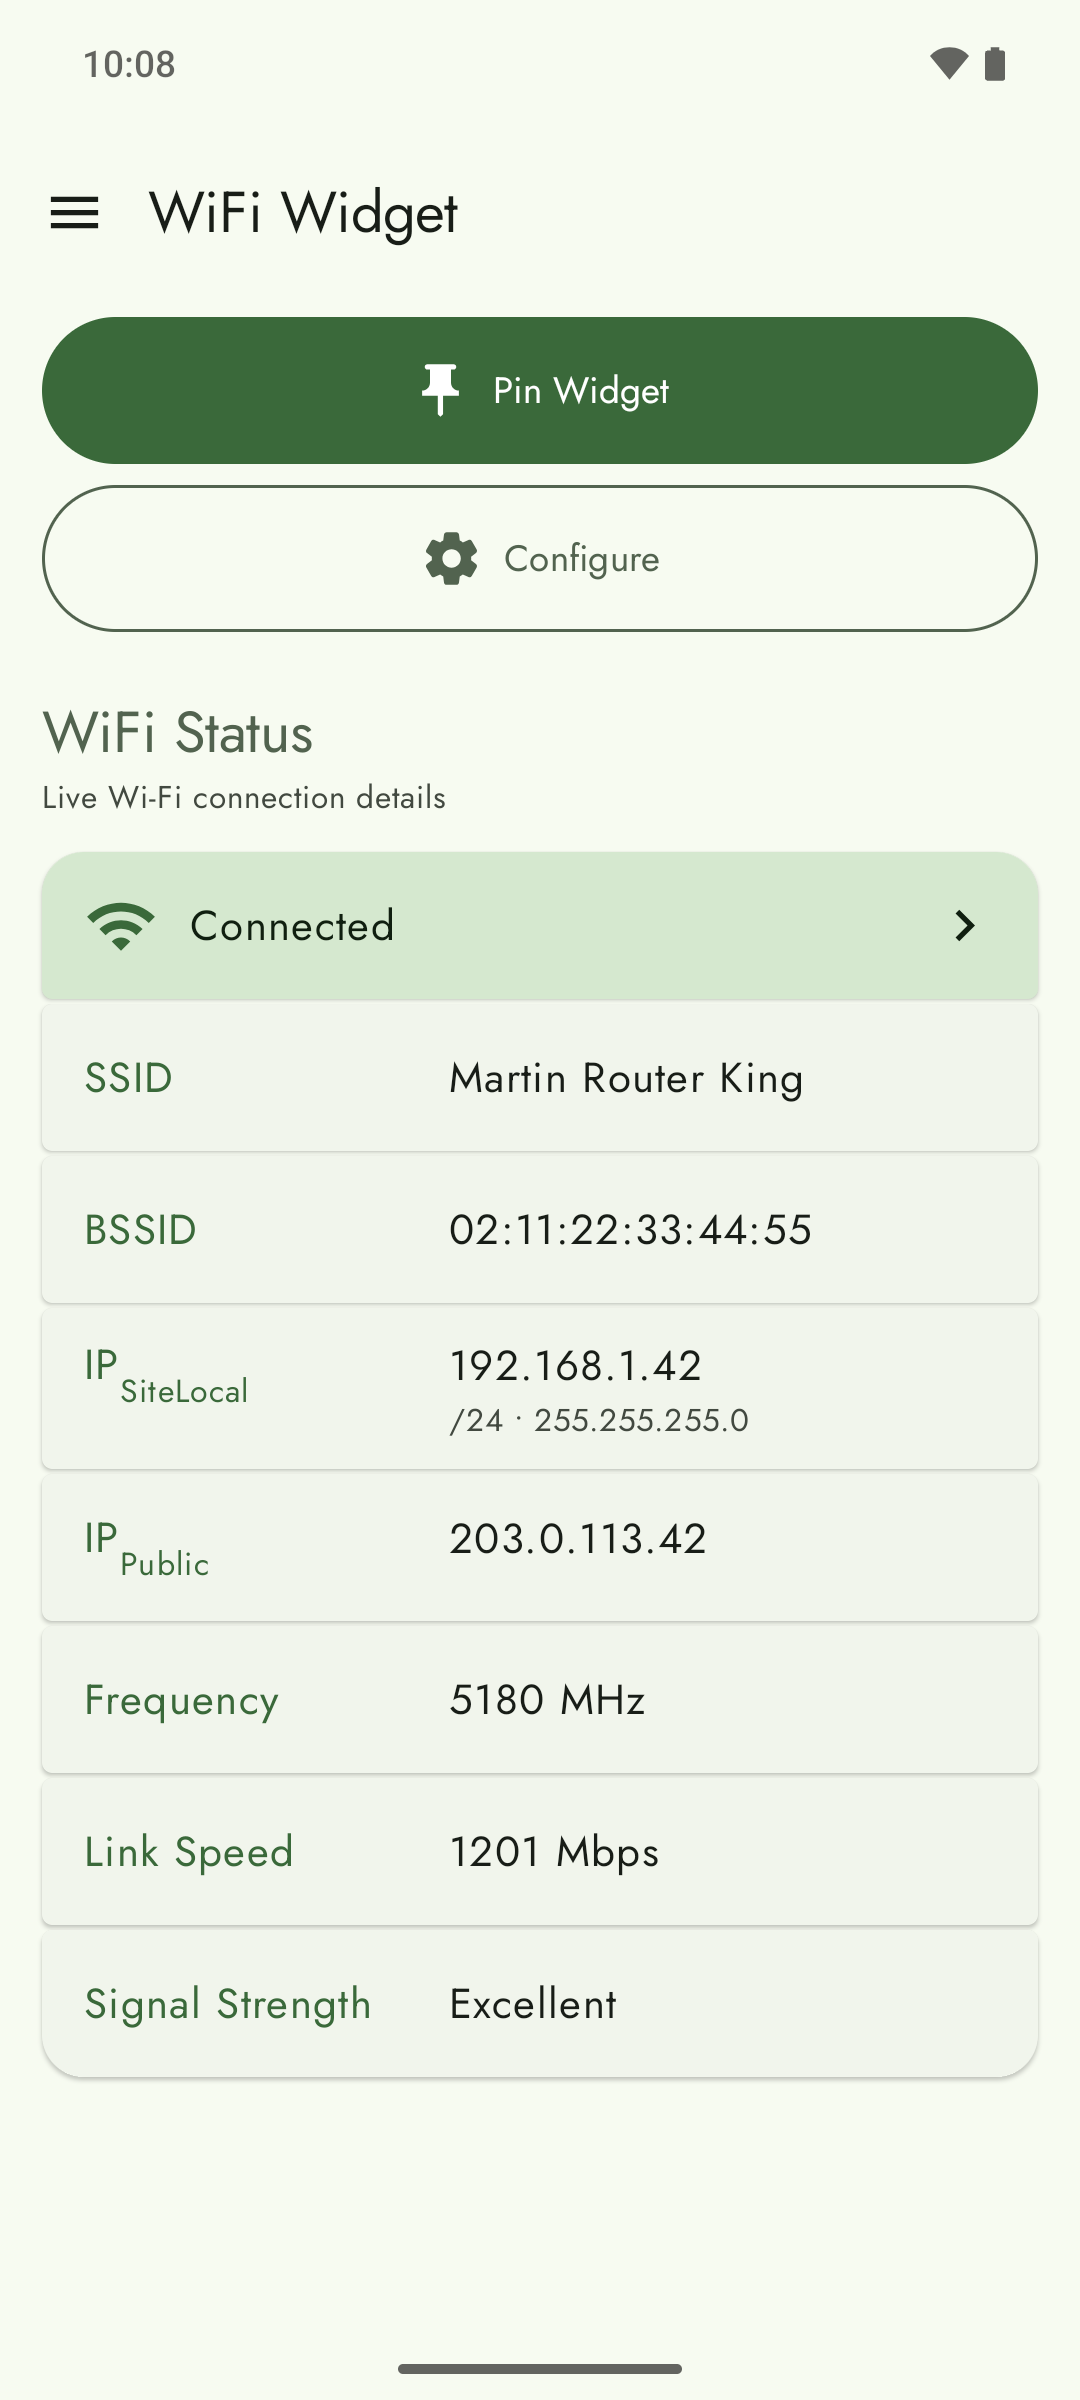 10:08
WiFi Widget
Pin Widget
Configure
WiFi Status
Live Wi-Fi connection details
Connected
SSID Martin Router King
BSSID 02:11:22:33:44:55
IP SiteLocal 192.168.1.42
/24 · 255.255.255.0
IP Public 203.0.113.42
Frequency 5180 MHz
Link Speed 1201 Mbps
Signal Strength Excellent